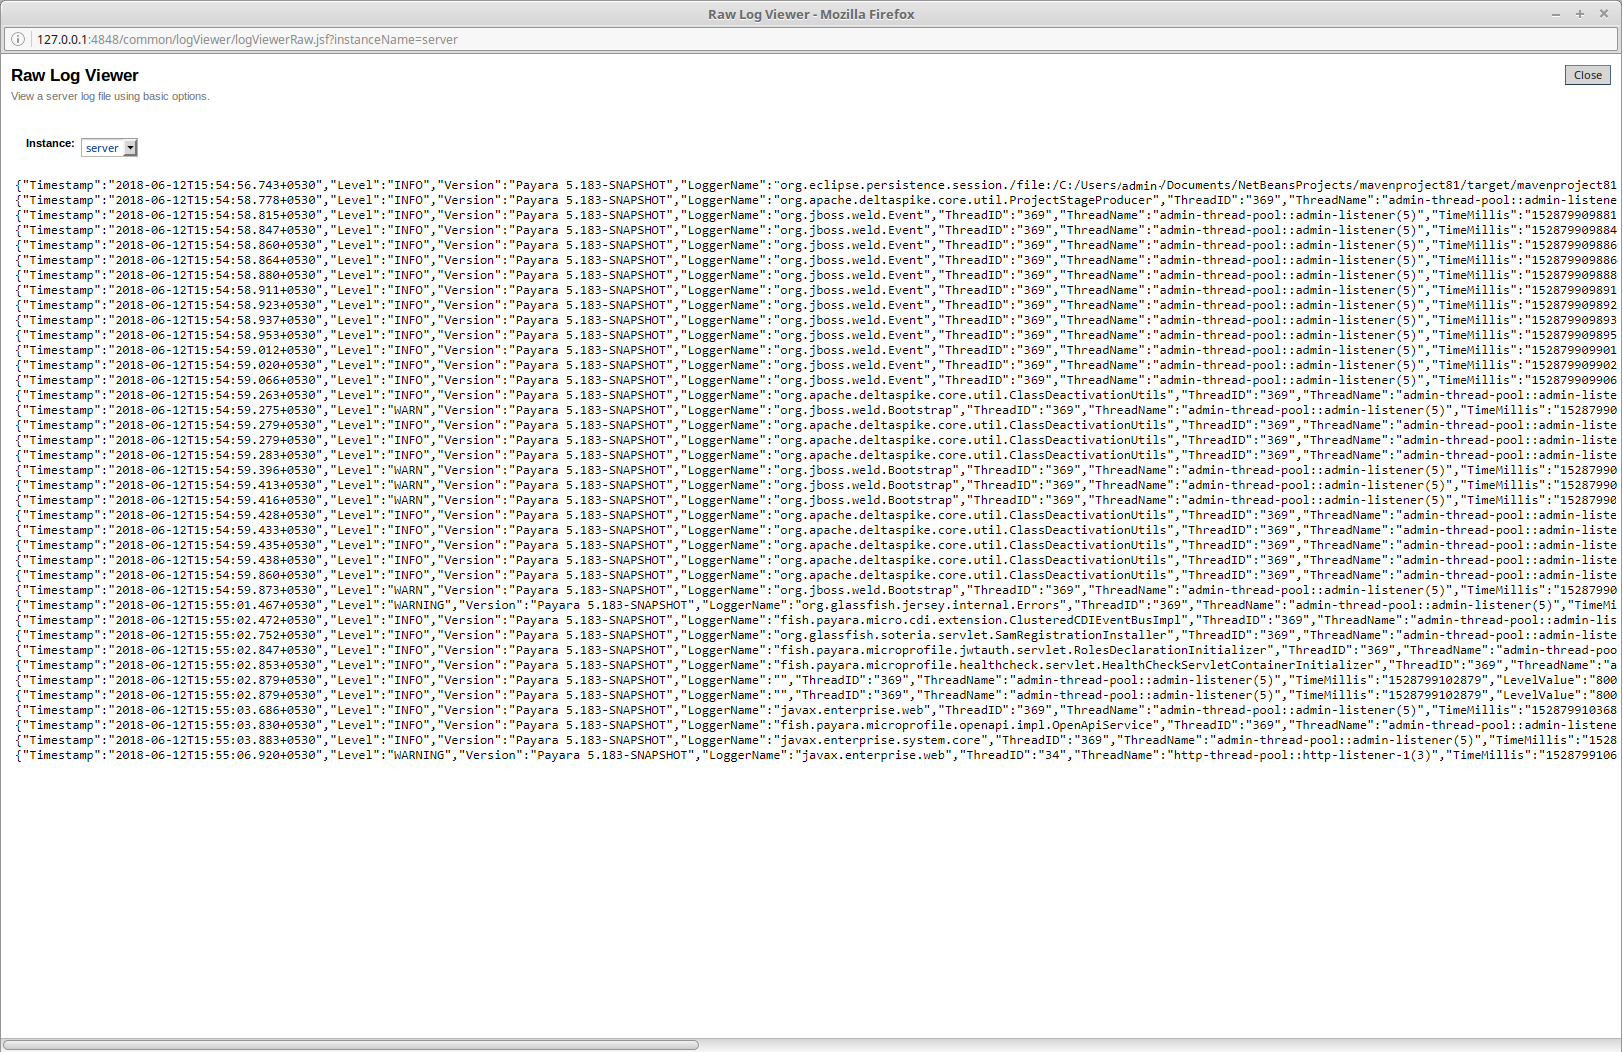 Raw Log Viewer - Mozilla Firefox
127.0.0.1:4848/common/logViewer/logViewerRaw.jsf?instanceName=server
Raw Log Viewer
Close
View a server log file using basic options.
Instance: server
{"Timestamp":"2018-06-12T15:54:56.743+0530","Level":"INFO","Version":"Payara 5.183-SNAPSHOT","LoggerName":"org.eclipse.persistence.session./file:/C:/Users/admin/Documents/NetBeansProjects/mavenproject81/target/mavenproject81
{"Timestamp":"2018-06-12T15:54:58.778+0530","Level":"INFO","Version":"Payara 5.183-SNAPSHOT","LoggerName":"org.apache.deltaspike.core.util.ProjectStageProducer","ThreadID":"369","ThreadName":"admin-thread-pool::admin-listene
{"Timestamp":"2018-06-12T15:54:58.815+0530","Level":"INFO","Version":"Payara 5.183-SNAPSHOT","LoggerName":"org.jboss.weld.Event","ThreadID":"369","ThreadName":"admin-thread-pool::admin-listener(5)","TimeMillis":"152879909881
{"Timestamp":"2018-06-12T15:54:58.847+0530","Level":"INFO","Version":"Payara 5.183-SNAPSHOT","LoggerName":"org.jboss.weld.Event","ThreadID":"369","ThreadName":"admin-thread-pool::admin-listener(5)","TimeMillis":"152879909884
{"Timestamp":"2018-06-12T15:54:58.860+0530","Level":"INFO","Version":"Payara 5.183-SNAPSHOT","LoggerName":"org.jboss.weld.Event","ThreadID":"369","ThreadName":"admin-thread-pool::admin-listener(5)","TimeMillis":"152879909886
{"Timestamp":"2018-06-12T15:54:58.864+0530","Level":"INFO","Version":"Payara 5.183-SNAPSHOT","LoggerName":"org.jboss.weld.Event","ThreadID":"369","ThreadName":"admin-thread-pool::admin-listener(5)","TimeMillis":"152879909886
{"Timestamp":"2018-06-12T15:54:58.880+0530","Level":"INFO","Version":"Payara 5.183-SNAPSHOT","LoggerName":"org.jboss.weld.Event","ThreadID":"369","ThreadName":"admin-thread-pool::admin-listener(5)","TimeMillis":"152879909888
{"Timestamp":"2018-06-12T15:54:58.911+0530","Level":"INFO","Version":"Payara 5.183-SNAPSHOT","LoggerName":"org.jboss.weld.Event","ThreadID":"369","ThreadName":"admin-thread-pool::admin-listener(5)","TimeMillis":"152879909891
{"Timestamp":"2018-06-12T15:54:58.923+0530","Level":"INFO","Version":"Payara 5.183-SNAPSHOT","LoggerName":"org.jboss.weld.Event","ThreadID":"369","ThreadName":"admin-thread-pool::admin-listener(5)","TimeMillis":"152879909892
{"Timestamp":"2018-06-12T15:54:58.937+0530","Level":"INFO","Version":"Payara 5.183-SNAPSHOT","LoggerName":"org.jboss.weld.Event","ThreadID":"369","ThreadName":"admin-thread-pool::admin-listener(5)","TimeMillis":"152879909893
{"Timestamp":"2018-06-12T15:54:58.953+0530","Level":"INFO","Version":"Payara 5.183-SNAPSHOT","LoggerName":"org.jboss.weld.Event","ThreadID":"369","ThreadName":"admin-thread-pool::admin-listener(5)","TimeMillis":"152879909895
{"Timestamp":"2018-06-12T15:54:59.012+0530","Level":"INFO","Version":"Payara 5.183-SNAPSHOT","LoggerName":"org.jboss.weld.Event","ThreadID":"369","ThreadName":"admin-thread-pool::admin-listener(5)","TimeMillis":"152879909901
{"Timestamp":"2018-06-12T15:54:59.020+0530","Level":"INFO","Version":"Payara 5.183-SNAPSHOT","LoggerName":"org.jboss.weld.Event","ThreadID":"369","ThreadName":"admin-thread-pool::admin-listener(5)","TimeMillis":"152879909902
{"Timestamp":"2018-06-12T15:54:59.066+0530","Level":"INFO","Version":"Payara 5.183-SNAPSHOT","LoggerName":"org.jboss.weld.Event","ThreadID":"369","ThreadName":"admin-thread-pool::admin-listener(5)","TimeMillis":"152879909906
{"Timestamp":"2018-06-12T15:54:59.263+0530","Level":"INFO","Version":"Payara 5.183-SNAPSHOT","LoggerName":"org.apache.deltaspike.core.util.ClassDeactivationUtils","ThreadID":"369","ThreadName":"admin-thread-pool::admin-liste
{"Timestamp":"2018-06-12T15:54:59.275+0530","Level":"WARN","Version":"Payara 5.183-SNAPSHOT","LoggerName":"org.jboss.weld.Bootstrap","ThreadID":"369","ThreadName":"admin-thread-pool::admin-listener(5)","TimeMillis":"15287990
{"Timestamp":"2018-06-12T15:54:59.279+0530","Level":"INFO","Version":"Payara 5.183-SNAPSHOT","LoggerName":"org.apache.deltaspike.core.util.ClassDeactivationUtils","ThreadID":"369","ThreadName":"admin-thread-pool::admin-liste
{"Timestamp":"2018-06-12T15:54:59.279+0530","Level":"INFO","Version":"Payara 5.183-SNAPSHOT","LoggerName":"org.apache.deltaspike.core.util.ClassDeactivationUtils","ThreadID":"369","ThreadName":"admin-thread-pool::admin-liste
{"Timestamp":"2018-06-12T15:54:59.283+0530","Level":"INFO","Version":"Payara 5.183-SNAPSHOT","LoggerName":"org.apache.deltaspike.core.util.ClassDeactivationUtils","ThreadID":"369","ThreadName":"admin-thread-pool::admin-liste
{"Timestamp":"2018-06-12T15:54:59.396+0530","Level":"WARN","Version":"Payara 5.183-SNAPSHOT","LoggerName":"org.jboss.weld.Bootstrap","ThreadID":"369","ThreadName":"admin-thread-pool::admin-listener(5)","TimeMillis":"15287990
{"Timestamp":"2018-06-12T15:54:59.413+0530","Level":"WARN","Version":"Payara 5.183-SNAPSHOT","LoggerName":"org.jboss.weld.Bootstrap","ThreadID":"369","ThreadName":"admin-thread-pool::admin-listener(5)","TimeMillis":"15287990
{"Timestamp":"2018-06-12T15:54:59.416+0530","Level":"WARN","Version":"Payara 5.183-SNAPSHOT","LoggerName":"org.jboss.weld.Bootstrap","ThreadID":"369","ThreadName":"admin-thread-pool::admin-listener(5)","TimeMillis":"15287990
{"Timestamp":"2018-06-12T15:54:59.428+0530","Level":"INFO","Version":"Payara 5.183-SNAPSHOT","LoggerName":"org.apache.deltaspike.core.util.ClassDeactivationUtils","ThreadID":"369","ThreadName":"admin-thread-pool::admin-liste
{"Timestamp":"2018-06-12T15:54:59.433+0530","Level":"INFO","Version":"Payara 5.183-SNAPSHOT","LoggerName":"org.apache.deltaspike.core.util.ClassDeactivationUtils","ThreadID":"369","ThreadName":"admin-thread-pool::admin-liste
{"Timestamp":"2018-06-12T15:54:59.435+0530","Level":"INFO","Version":"Payara 5.183-SNAPSHOT","LoggerName":"org.apache.deltaspike.core.util.ClassDeactivationUtils","ThreadID":"369","ThreadName":"admin-thread-pool::admin-liste
{"Timestamp":"2018-06-12T15:54:59.438+0530","Level":"INFO","Version":"Payara 5.183-SNAPSHOT","LoggerName":"org.apache.deltaspike.core.util.ClassDeactivationUtils","ThreadID":"369","ThreadName":"admin-thread-pool::admin-liste
{"Timestamp":"2018-06-12T15:54:59.860+0530","Level":"INFO","Version":"Payara 5.183-SNAPSHOT","LoggerName":"org.apache.deltaspike.core.util.ClassDeactivationUtils","ThreadID":"369","ThreadName":"admin-thread-pool::admin-liste
{"Timestamp":"2018-06-12T15:54:59.873+0530","Level":"WARN","Version":"Payara 5.183-SNAPSHOT","LoggerName":"org.jboss.weld.Bootstrap","ThreadID":"369","ThreadName":"admin-thread-pool::admin-listener(5)","TimeMillis":"15287990
{"Timestamp":"2018-06-12T15:55:01.467+0530","Level":"WARNING","Version":"Payara 5.183-SNAPSHOT","LoggerName":"org.glassfish.jersey.internal.Errors","ThreadID":"369","ThreadName":"admin-thread-pool::admin-listener(5)","TimeMi
{"Timestamp":"2018-06-12T15:55:02.472+0530","Level":"INFO","Version":"Payara 5.183-SNAPSHOT","LoggerName":"fish.payara.micro.cdi.extension.ClusteredCDIEventBusImpl","ThreadID":"369","ThreadName":"admin-thread-pool::admin-lis
{"Timestamp":"2018-06-12T15:55:02.752+0530","Level":"INFO","Version":"Payara 5.183-SNAPSHOT","LoggerName":"org.glassfish.soteria.servlet.SamRegistrationInstaller","ThreadID":"369","ThreadName":"admin-thread-pool::admin-liste
{"Timestamp":"2018-06-12T15:55:02.847+0530","Level":"INFO","Version":"Payara 5.183-SNAPSHOT","LoggerName":"fish.payara.microprofile.jwtauth.servlet.RolesDeclarationInitializer","ThreadID":"369","ThreadName":"admin-thread-poo
{"Timestamp":"2018-06-12T15:55:02.853+0530","Level":"INFO","Version":"Payara 5.183-SNAPSHOT","LoggerName":"fish.payara.microprofile.healthcheck.servlet.HealthCheckServletContainerInitializer","ThreadID":"369","ThreadName":"a
{"Timestamp":"2018-06-12T15:55:02.879+0530","Level":"INFO","Version":"Payara 5.183-SNAPSHOT","LoggerName":"","ThreadID":"369","ThreadName":"admin-thread-pool::admin-listener(5)","TimeMillis":"1528799102879","LevelValue":"800
{"Timestamp":"2018-06-12T15:55:02.879+0530","Level":"INFO","Version":"Payara 5.183-SNAPSHOT","LoggerName":"","ThreadID":"369","ThreadName":"admin-thread-pool::admin-listener(5)","TimeMillis":"1528799102879","LevelValue":"800
{"Timestamp":"2018-06-12T15:55:03.686+0530","Level":"INFO","Version":"Payara 5.183-SNAPSHOT","LoggerName":"javax.enterprise.web","ThreadID":"369","ThreadName":"admin-thread-pool::admin-listener(5)","TimeMillis":"152879910368
{"Timestamp":"2018-06-12T15:55:03.830+0530","Level":"INFO","Version":"Payara 5.183-SNAPSHOT","LoggerName":"fish.payara.microprofile.openapi.impl.OpenApiService","ThreadID":"369","ThreadName":"admin-thread-pool::admin-listene
{"Timestamp":"2018-06-12T15:55:03.883+0530","Level":"INFO","Version":"Payara 5.183-SNAPSHOT","LoggerName":"javax.enterprise.system.core","ThreadID":"369","ThreadName":"admin-thread-pool::admin-listener(5)","TimeMillis":"1528
{"Timestamp":"2018-06-12T15:55:06.920+0530","Level":"WARNING","Version":"Payara 5.183-SNAPSHOT","LoggerName":"javax.enterprise.web","ThreadID":"34","ThreadName":"http-thread-pool::http-listener-1(3)","TimeMillis":"1528799106